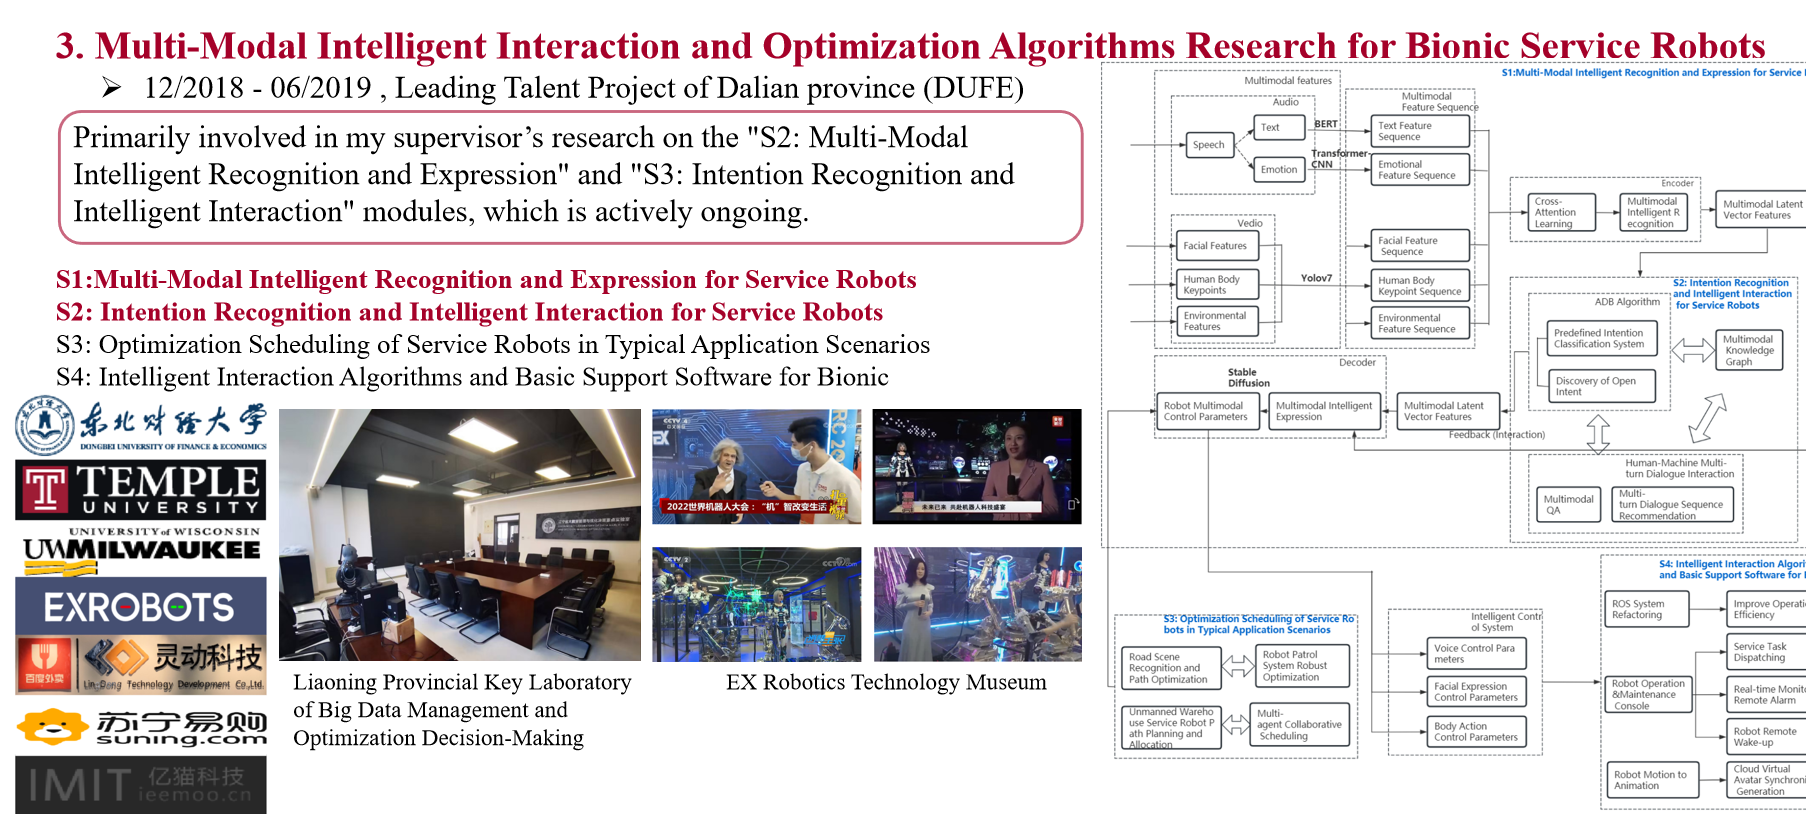 3. Multi-Modal Intelligent Interaction and Optimization Algorithms Research for Bionic Service Robots
➢ 12/2018 - 06/2019 , Leading Talent Project of Dalian province (DUFE)
Primarily involved in my supervisor’s research on the "S2: Multi-Modal
Intelligent Recognition and Expression" and "S3: Intention Recognition and
Intelligent Interaction" modules, which is actively ongoing.
S1:Multi-Modal Intelligent Recognition and Expression for Service Robots
S2: Intention Recognition and Intelligent Interaction for Service Robots
S3: Optimization Scheduling of Service Robots in Typical Application Scenarios
S4: Intelligent Interaction Algorithms and Basic Support Software for Bionic
东北财经大学
DONGBEI UNIVERSITY OF FINANCE & ECONOMICS
TEMPLE
UNIVERSITY
UNIVERSITY of WISCONSIN
UWMILWAUKEE
EXROBOTS
百度外卖
灵动科技
Lin-Dong Technology Development Co.,Ltd.
苏宁易购
suning.com
IMIT 亿猫科技
ieemoo.cn
CCTV 4
2022世界机器人大会：“机”智改变生活
未来已来 共赴机器人科技盛宴
CCTV 2
CCTV.com
Liaoning Provincial Key Laboratory
of Big Data Management and
Optimization Decision-Making
EX Robotics Technology Museum
S1:Multi-Modal Intelligent Recognition and Expression for Service
Multimodal features
Audio
Speech
Text
Emotion
BERT
Transformer-
CNN
Multimodal
Feature Sequence
Text Feature
Sequence
Emotional
Feature Sequence
Vedio
Facial Features
Human Body
Keypoints
Environmental
Features
Yolov7
Facial Feature
Sequence
Human Body
Keypoint Sequence
Environmental
Feature Sequence
Encoder
Cross-
Attention
Learning
Multimodal
Intelligent R
ecognition
Multimodal Latent
Vector Features
S2: Intention Recognition
and Intelligent Interaction
for Service Robots
ADB Algorithm
Predefined Intention
Classification System
Discovery of Open
Intent
Multimodal
Knowledge
Graph
Decoder
Stable
Diffusion
Robot Multimodal
Control Parameters
Multimodal Intelligent
Expression
Multimodal Latent
Vector Features
Feedback (Interaction)
Human-Machine Multi-
turn Dialogue Interaction
Multimodal
QA
Multi-
turn Dialogue Sequence
Recommendation
S3: Optimization Scheduling of Service Ro
bots in Typical Application Scenarios
Road Scene
Recognition and
Path Optimization
Robot Patrol
System Robust
Optimization
Unmanned Wareho
use Service Robot P
ath Planning and
Allocation
Multi-
agent Collaborative
Scheduling
Intelligent Contr
ol System
Voice Control Para
meters
Facial Expression
Control Parameters
Body Action
Control Parameters
S4: Intelligent Interaction Algori
and Basic Support Software for
ROS System
Refactoring
Improve Operati
Efficiency
Service Task
Dispatching
Robot Operation
&Maintenance
Console
Real-time Monito
Remote Alarm
Robot Remote
Wake-up
Robot Motion to
Animation
Cloud Virtual
Avatar Synchroni
Generation